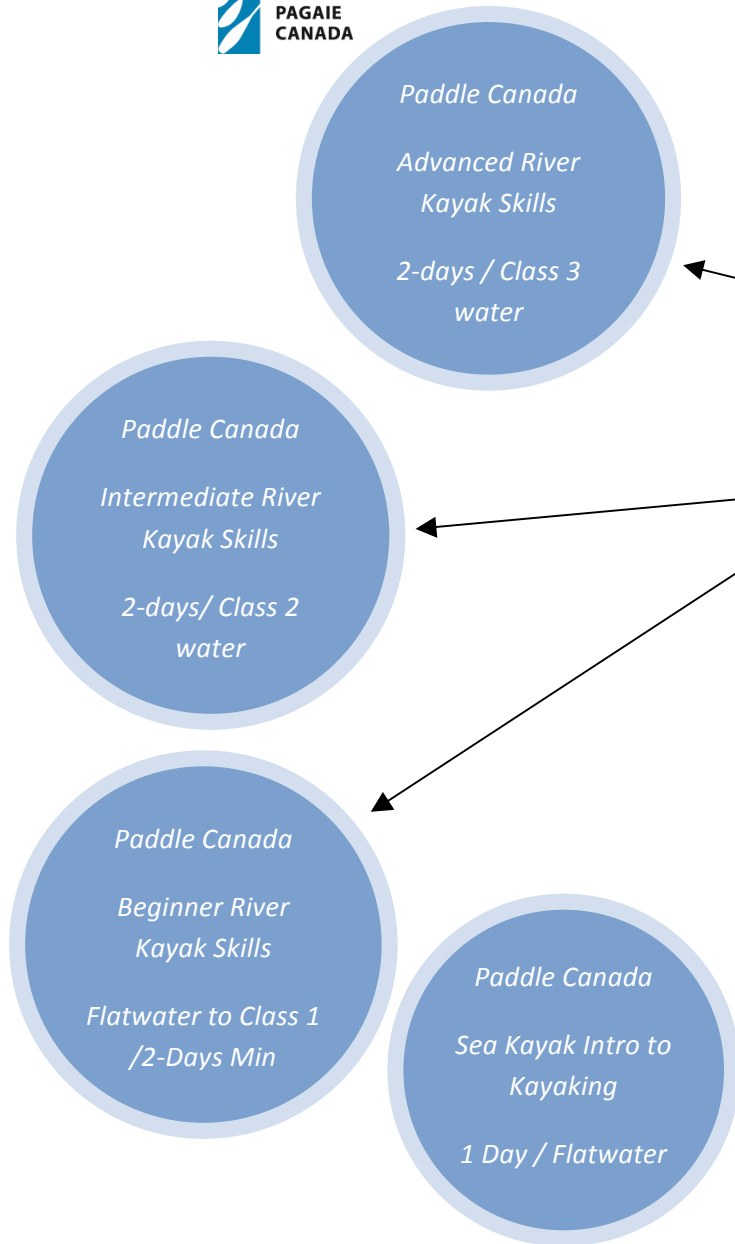 PAGAIE
CANADA
Paddle Canada
Advanced River
Kayak Skills
2-days / Class 3
water
Paddle Canada
Intermediate River
Kayak Skills
2-days/ Class 2
water
Paddle Canada
Beginner River
Kayak Skills
Flatwater to Class 1
/2-Days Min
Paddle Canada
Sea Kayak Intro to
Kayaking
1 Day / Flatwater